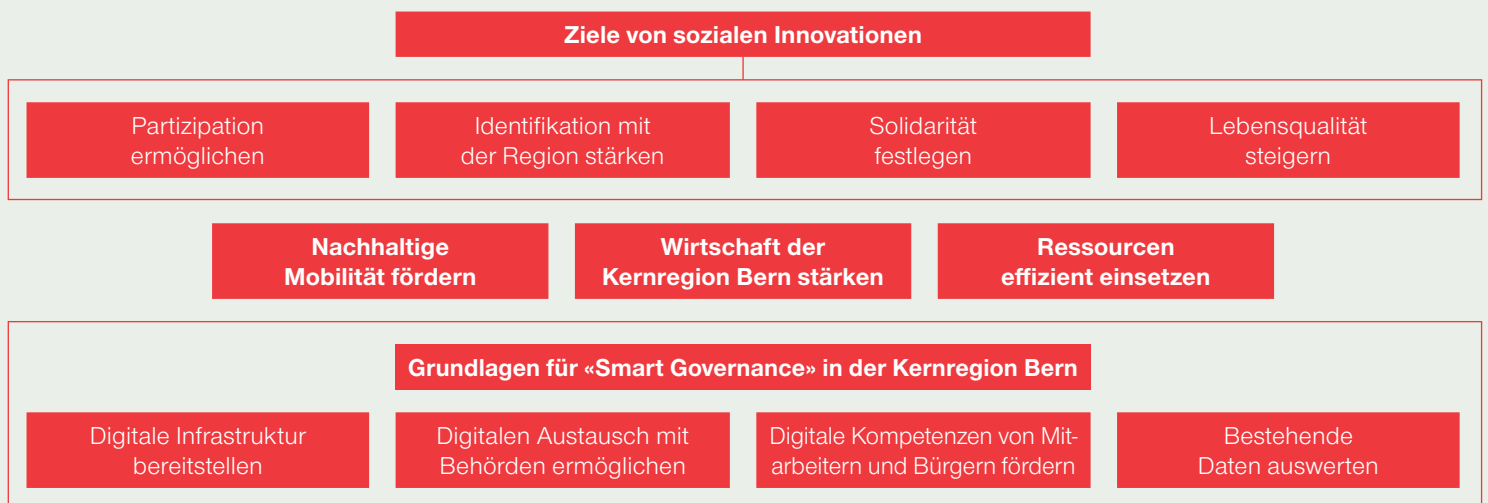 Ziele von sozialen Innovationen
Partizipation
ermöglichen
Identifikation mit
der Region stärken
Solidarität
festlegen
Lebensqualität
steigern
Nachhaltige
Mobilität fördern
Wirtschaft der
Kernregion Bern stärken
Ressourcen
effizient einsetzen
Grundlagen für «Smart Governance» in der Kernregion Bern
Digitale Infrastruktur
bereitstellen
Digitalen Austausch mit
Behörden ermöglichen
Digitale Kompetenzen von Mit-
arbeitern und Bürgern fördern
Bestehende
Daten auswerten